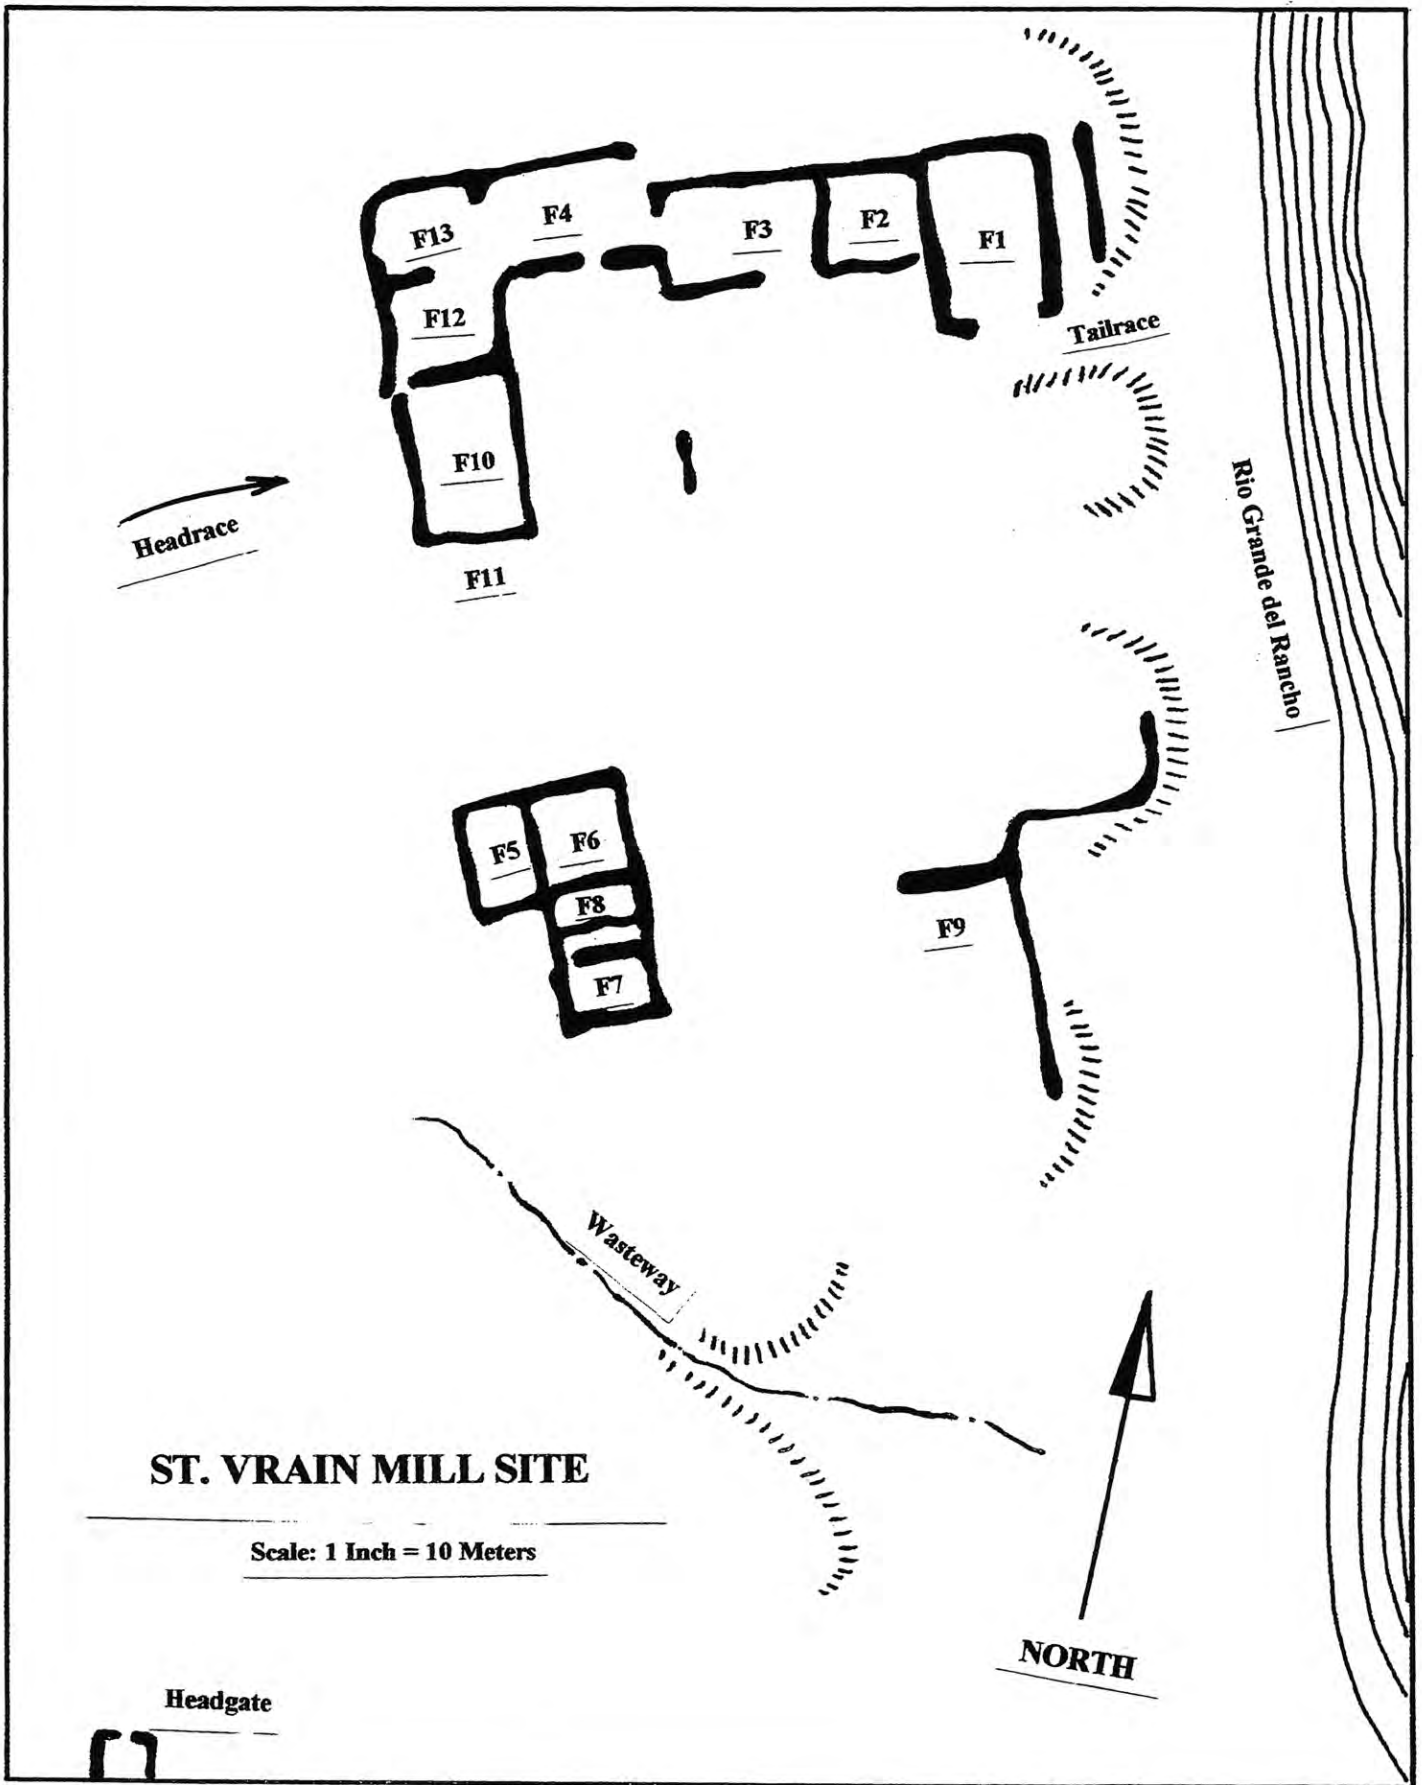 F13
F4
F3
F2
F1
F12
Tailrace
F10
Headrace
F11
Rio Grande del Rancho
F5
F6
F8
F7
F9
Wasteway
ST. VRAIN MILL SITE
Scale: 1 Inch = 10 Meters
NORTH
Headgate